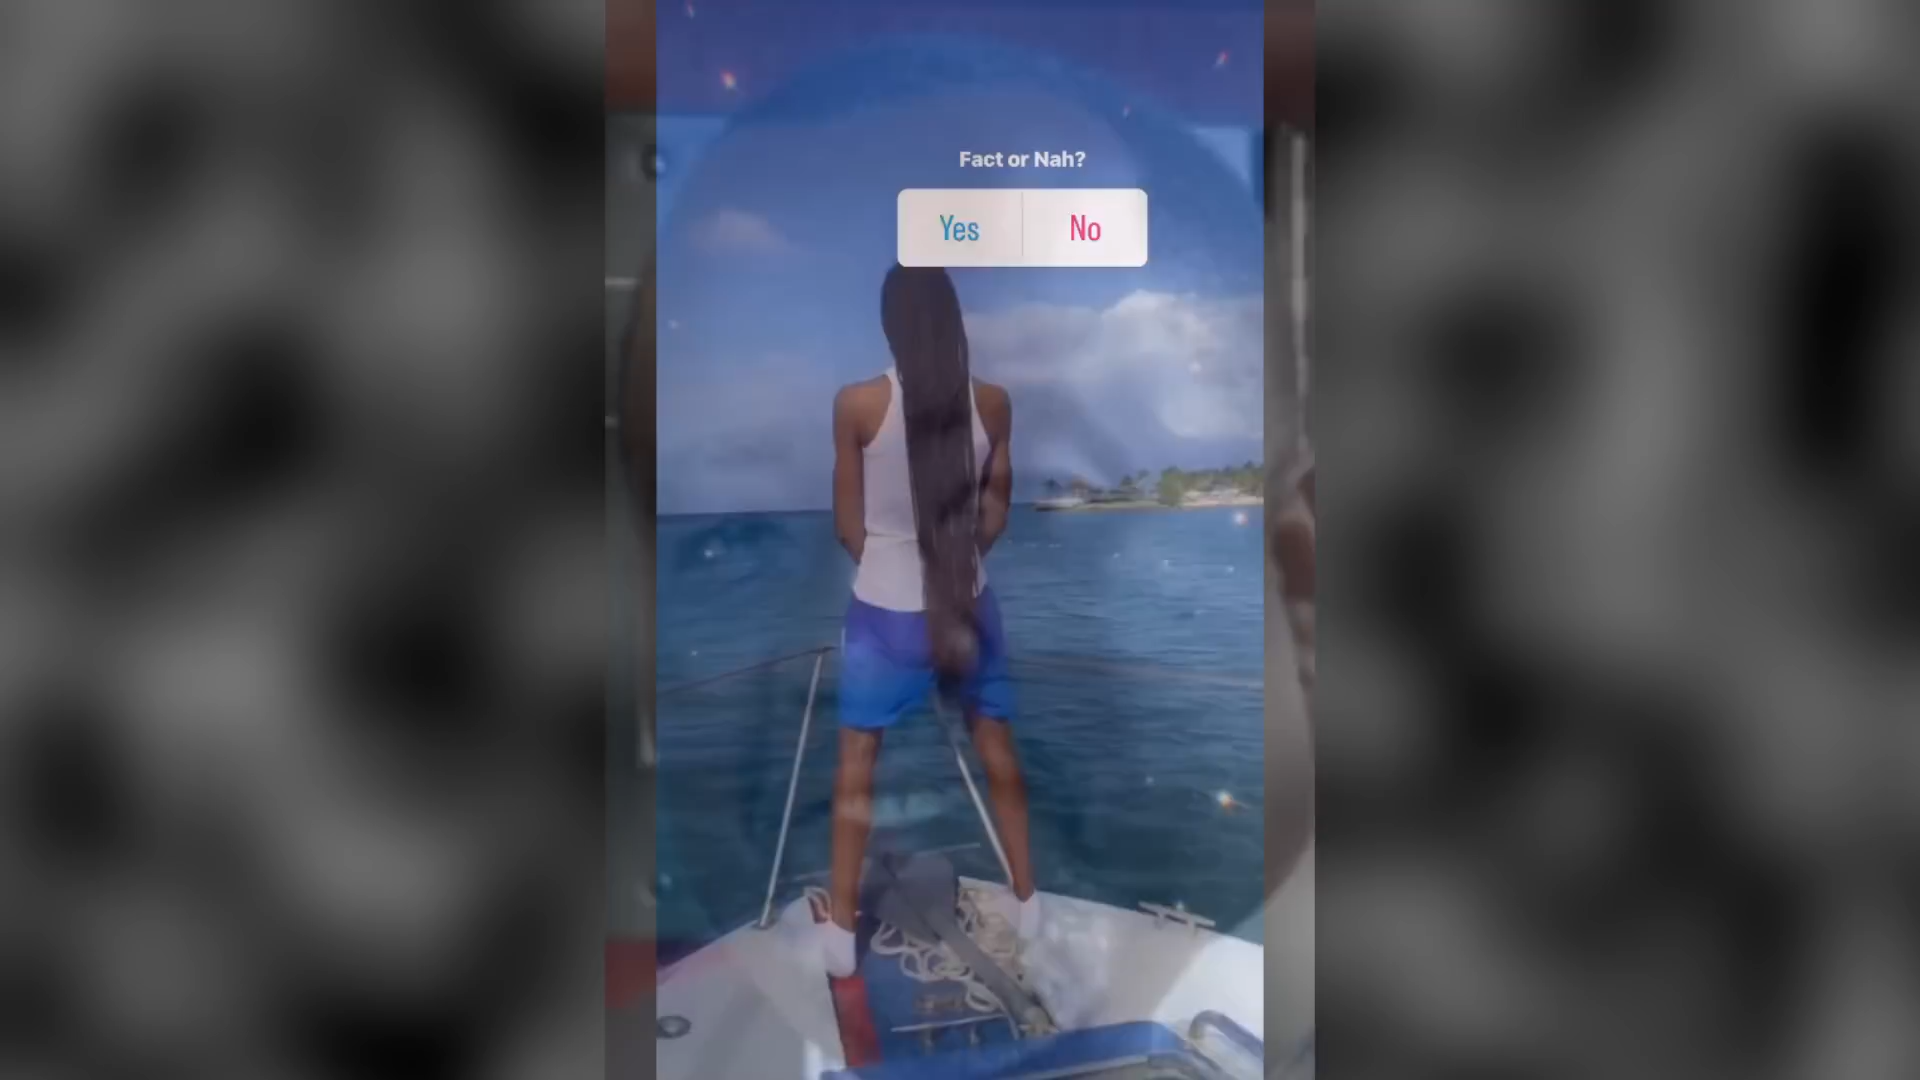 Fact or Nah?
Yes No